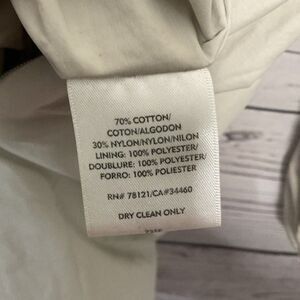 70% COTTON/
COTON/ALGODON
30% NYLON/NYLON/NILON
LINING: 100% POLYESTER/
DOUBLURE: 100% POLYESTER/
FORRO: 100% POLIESTER
RN# 78121/CA#34460
DRY CLEAN ONLY